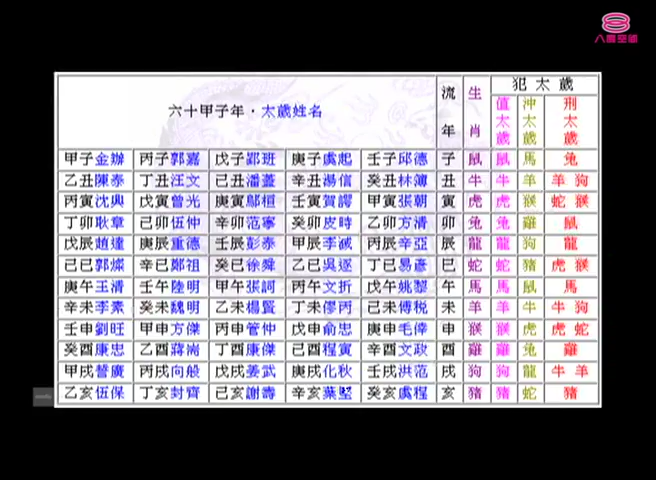 八度空間
六十甲子年·太歲姓名 流年 生肖 犯太歲
值太歲 沖太歲 刑太歲
甲子金辦 丙子郭嘉 戊子鄒班 庚子虞起 壬子邱德 子 鼠 鼠 馬 兔
乙丑陳泰 丁丑汪文 己丑潘蓋 辛丑湯信 癸丑林簿 丑 牛 牛 羊 羊 狗
丙寅沈興 戊寅曾光 庚寅鄔桓 壬寅賀諤 甲寅張朝 寅 虎 虎 猴 蛇 猴
丁卯耿章 己卯伍仲 辛卯范寧 癸卯皮時 乙卯方清 卯 兔 兔 雞 鼠
戊辰趙達 庚辰重德 壬辰彭泰 甲辰李誠 丙辰辛亞 辰 龍 龍 狗 龍
己巳郭燦 辛巳鄭祖 癸巳徐舜 乙巳吳遂 丁巳易彥 巳 蛇 蛇 豬 虎 猴
庚午王清 壬午陸明 甲午張訶 丙午文折 戊午姚黎 午 馬 馬 鼠 馬
辛未李素 癸未魏明 乙未楊賢 丁未僇丙 己未傅稅 未 羊 羊 牛 牛 狗
壬申劉旺 甲申方傑 丙申管仲 戊申俞忠 庚申毛倖 申 猴 猴 虎 虎 蛇
癸酉康忠 乙酉蔣耑 丁酉康傑 己酉程寅 辛酉文政 酉 雞 雞 兔 雞
甲戌誓廣 丙戌向般 戊戌姜武 庚戌化秋 壬戌洪范 戌 狗 狗 龍 牛 羊
乙亥伍保 丁亥封齊 己亥謝壽 辛亥葉堅 癸亥虞程 亥 豬 豬 蛇 豬